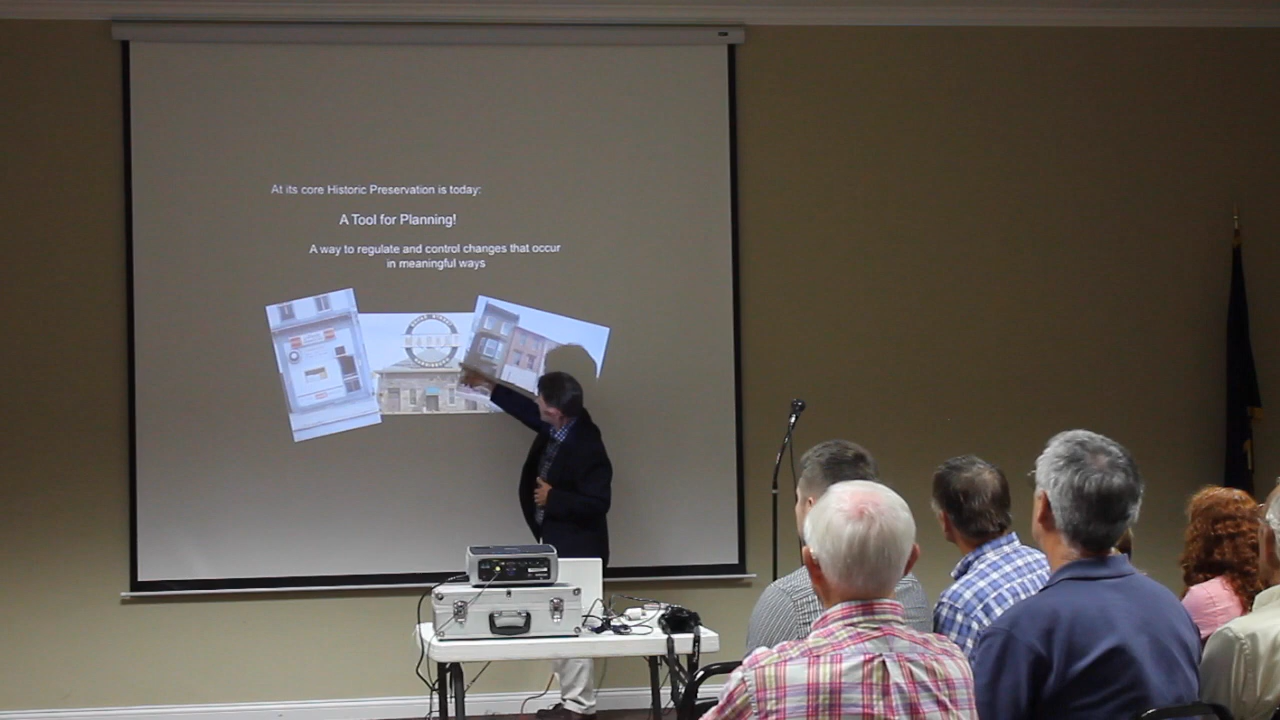 At its core Historic Preservation is today:
A Tool for Planning!
A way to regulate and control changes that occur
in meaningful ways
MARKET